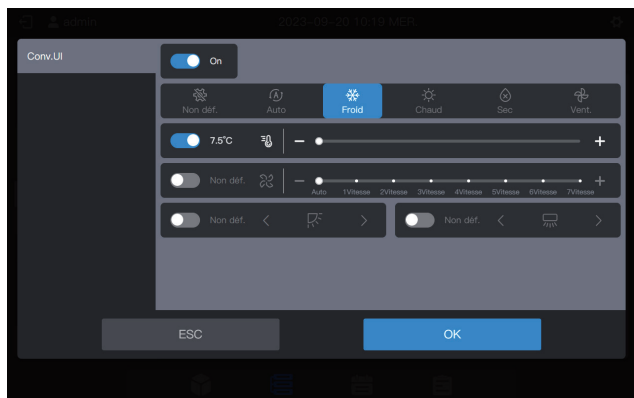 admin 2023-09-20 10:19 MER.
Conv.UI
On
Non déf. Auto Froid Chaud Sec Vent.
7.5°C
Non déf.
Auto 1Vitesse 2Vitesse 3Vitesse 4Vitesse 5Vitesse 6Vitesse 7Vitesse
Non déf. Non déf.
ESC OK